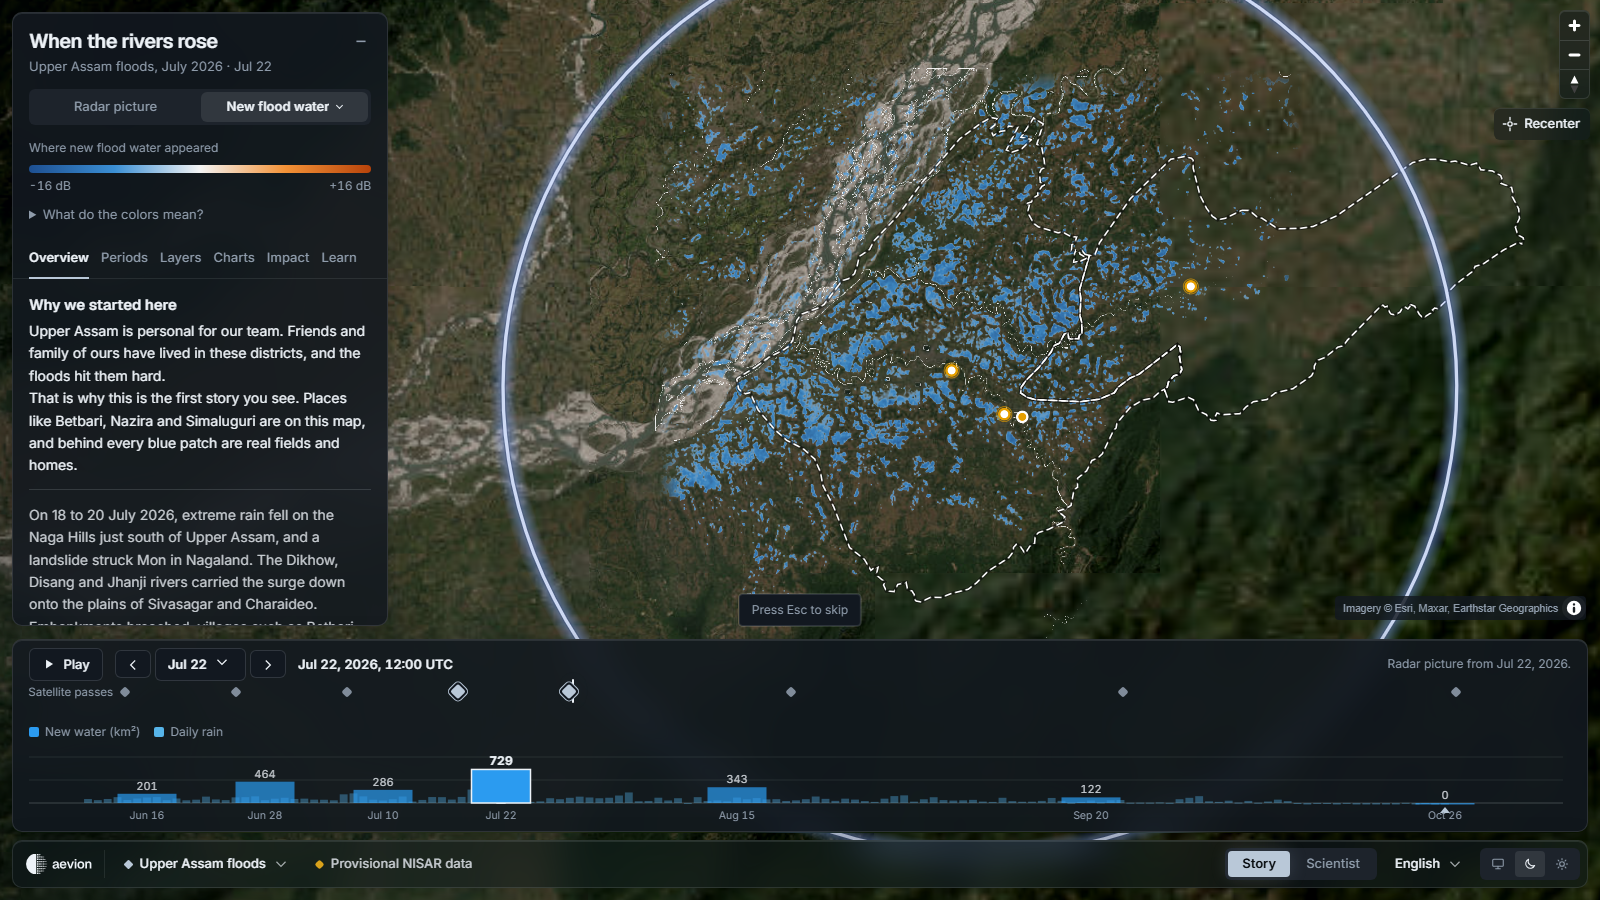 When the rivers rose
Upper Assam floods, July 2026 · Jul 22
Radar picture
New flood water
Where new flood water appeared
-16 dB
+16 dB
What do the colors mean?
Overview Periods Layers Charts Impact Learn
Why we started here
Upper Assam is personal for our team. Friends and
family of ours have lived in these districts, and the
floods hit them hard.
That is why this is the first story you see. Places
like Betbari, Nazira and Simaluguri are on this map,
and behind every blue patch are real fields and
homes.
On 18 to 20 July 2026, extreme rain fell on the
Naga Hills just south of Upper Assam, and a
landslide struck Mon in Nagaland. The Dikhow,
Disang and Jhanji rivers carried the surge down
onto the plains of Sivasagar and Charaideo.
Recenter
Press Esc to skip
Imagery © Esri, Maxar, Earthstar Geographics
Play
Jul 22
Jul 22, 2026, 12:00 UTC
Radar picture from Jul 22, 2026.
Satellite passes
New water (km²)
Daily rain
201
464
286
729
343
122
0
Jun 16
Jun 28
Jul 10
Jul 22
Aug 15
Sep 20
Oct 26
aevion
Upper Assam floods
Provisional NISAR data
Story
Scientist
English